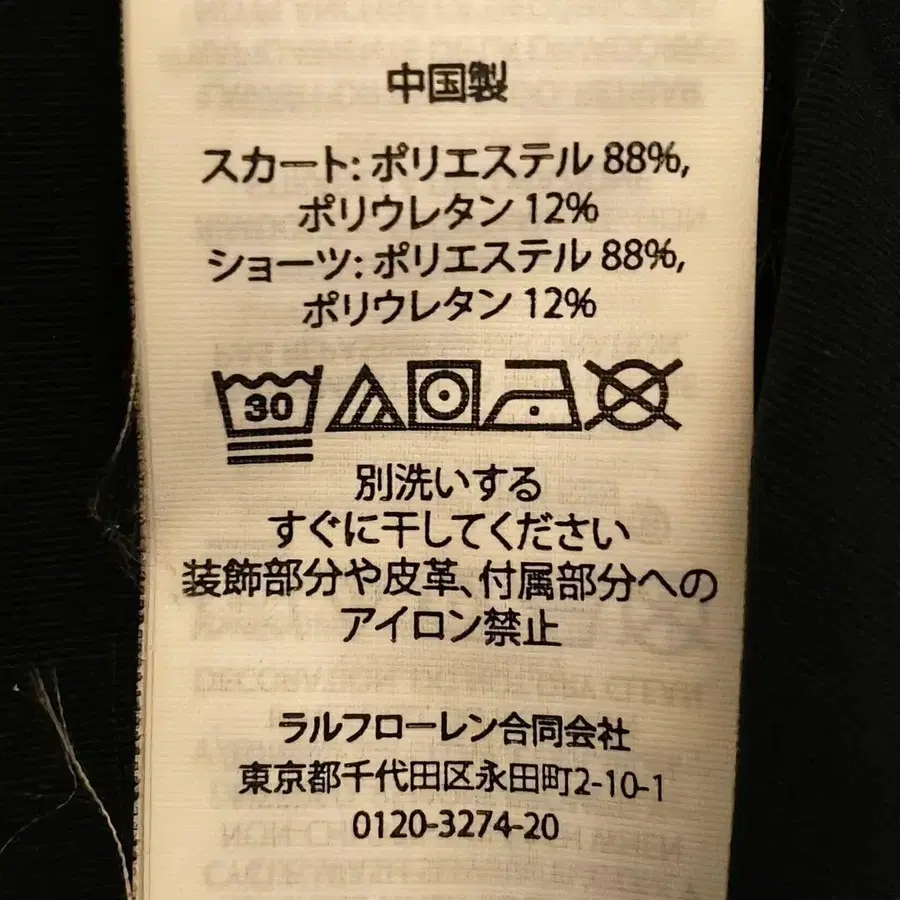 中国製
スカート: ポリエステル 88%,
ポリウレタン 12%
ショーツ: ポリエステル 88%,
ポリウレタン 12%
30
別洗いする
すぐに干してください
装飾部分や皮革、付属部分への
アイロン禁止
ラルフローレン合同会社
東京都千代田区永田町2-10-1
0120-3274-20